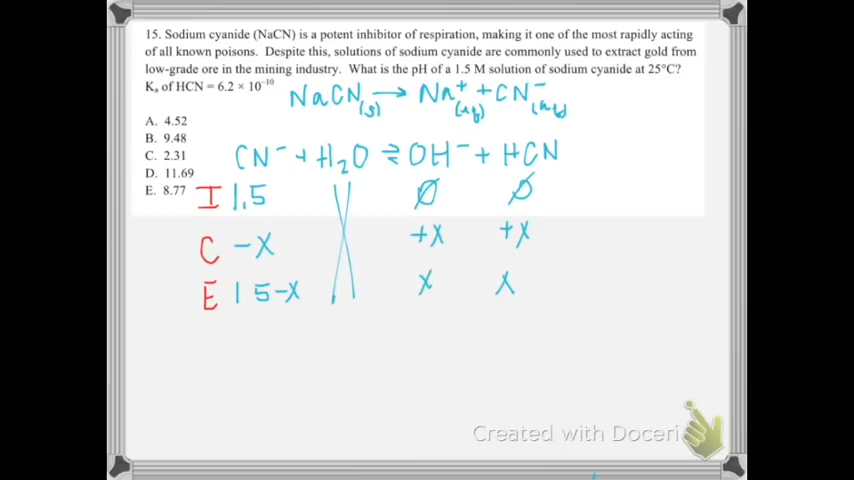 15. Sodium cyanide (NaCN) is a potent inhibitor of respiration, making it one of the most rapidly acting
of all known poisons. Despite this, solutions of sodium cyanide are commonly used to extract gold from
low-grade ore in the mining industry. What is the pH of a 1.5 M solution of sodium cyanide at 25°C?
Kₐ of HCN = 6.2 × 10⁻¹⁰
NaCN(s) → Na⁺(aq) + CN⁻(aq)
A. 4.52
B. 9.48
C. 2.31
D. 11.69
E. 8.77
CN⁻ + H₂O ⇌ OH⁻ + HCN
I 1.5 0 0
C -x +x +x
E 1.5-x x x
Created with Doceri